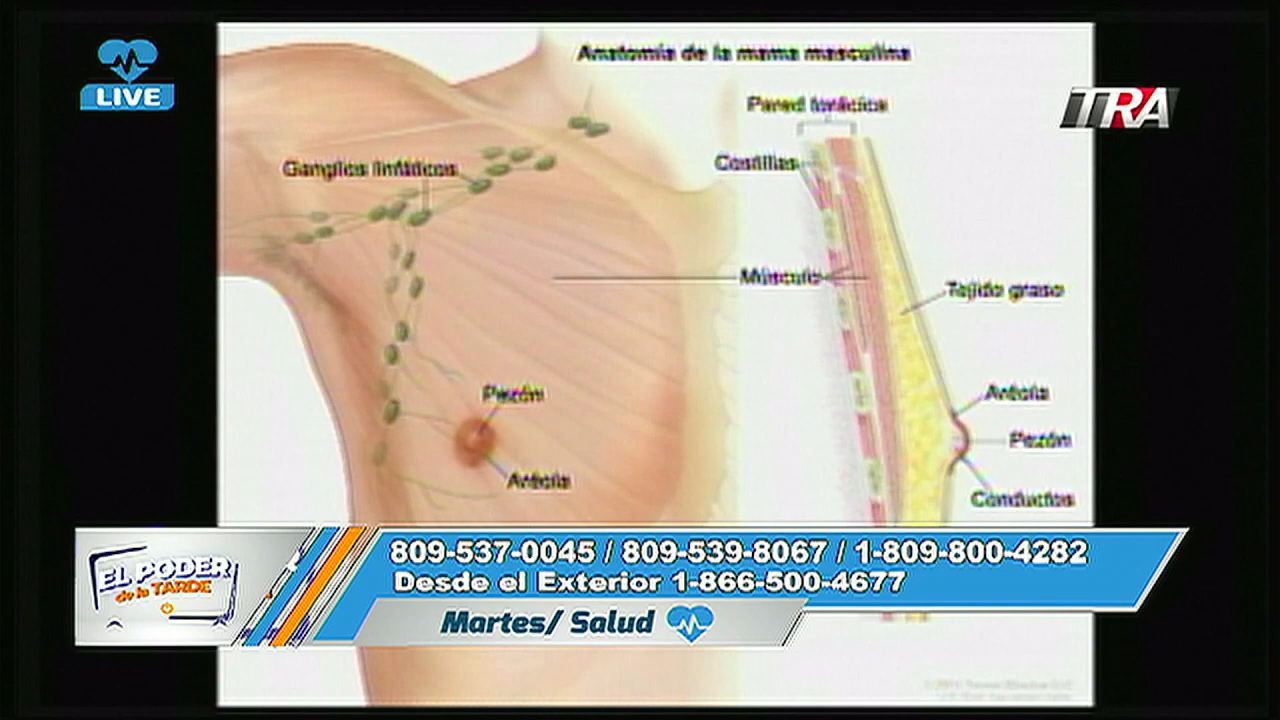 LIVE
TRA
Anatomía de la mama masculina
Pared torácica
Ganglios linfáticos
Costillas
Músculo
Tejido graso
Pezón
Areola
Areola
Pezón
Conductos
EL PODER
de la TARDE
809-537-0045 / 809-539-8067 / 1-809-800-4282
Desde el Exterior 1-866-500-4677
Martes/ Salud